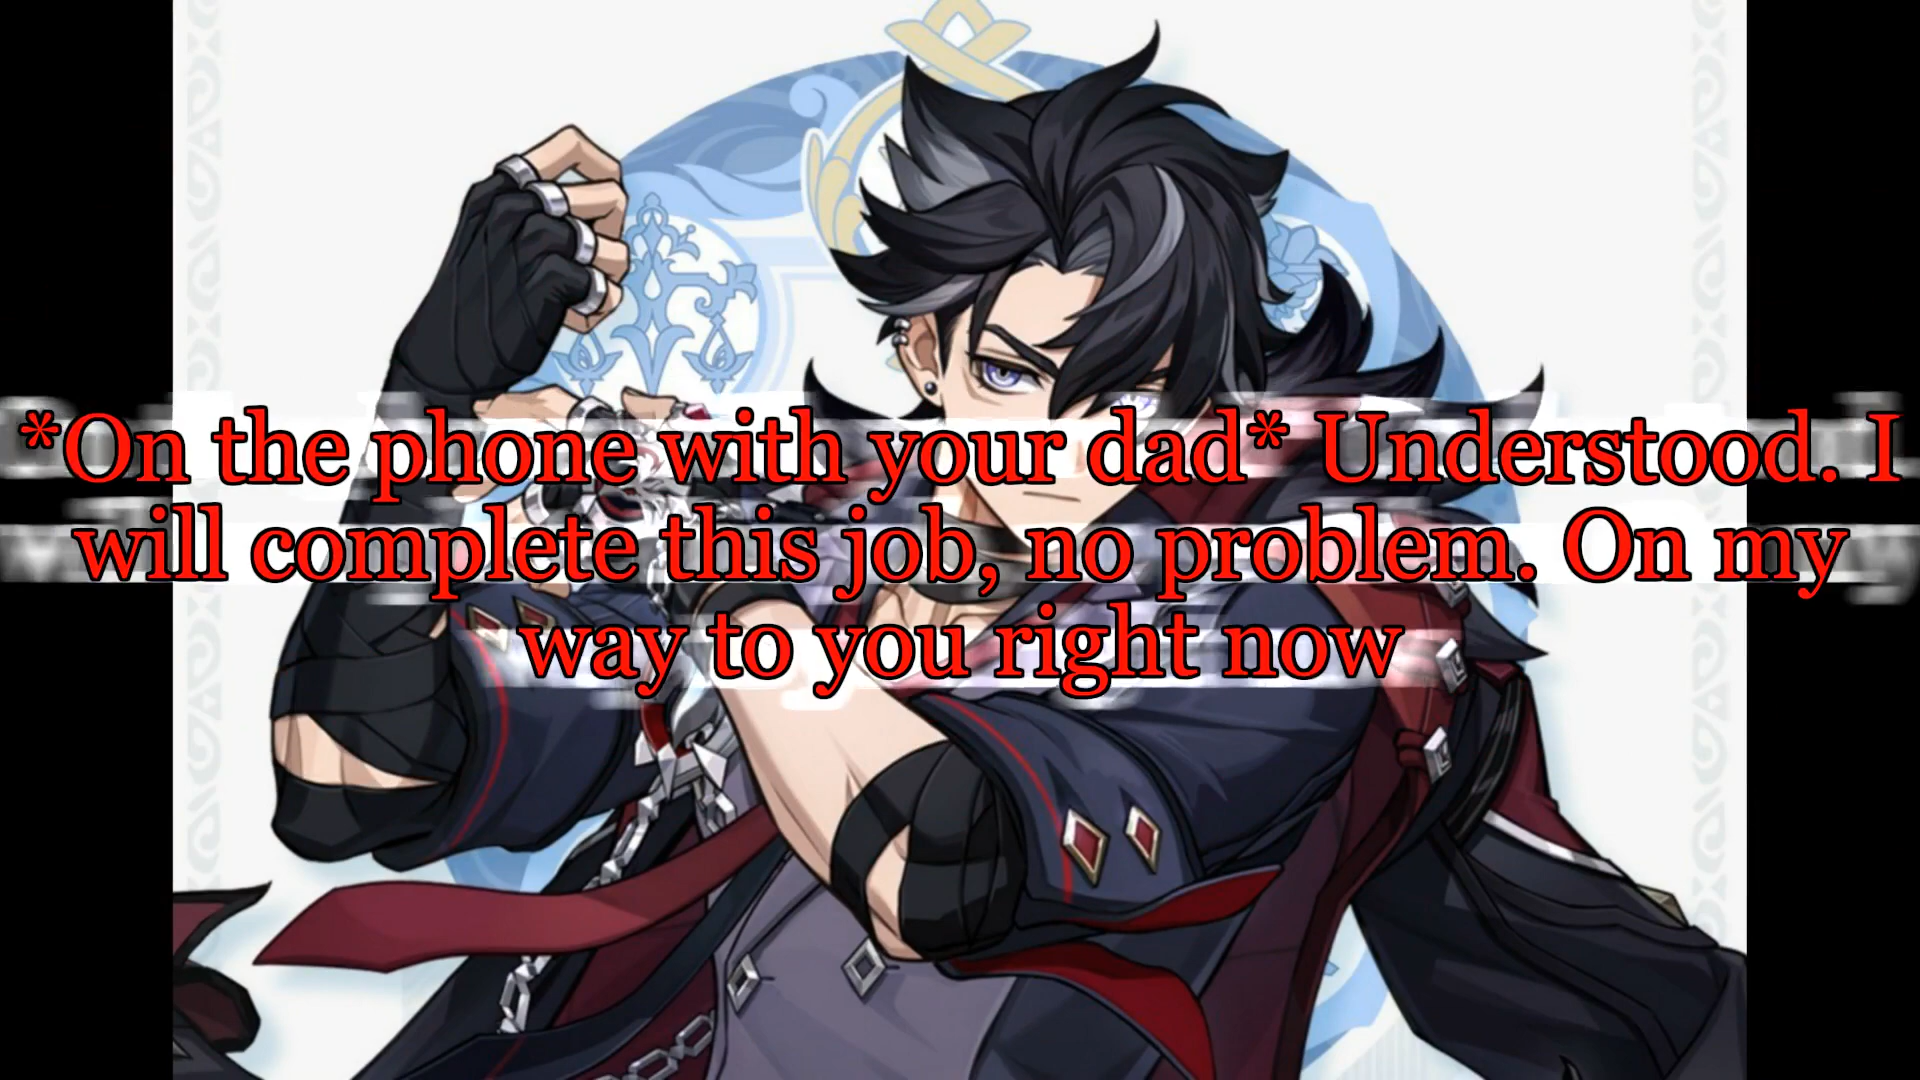 *On the phone with your dad* Understood. I
will complete this job, no problem. On my
way to you right now